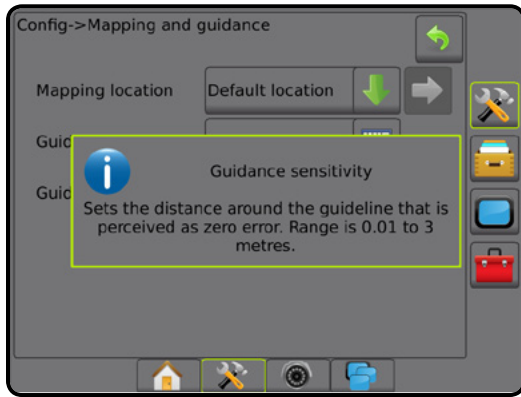 Config->Mapping and guidance
Mapping location
Default location
Guid
Guidance sensitivity
Guid
Sets the distance around the guideline that is
perceived as zero error. Range is 0.01 to 3
metres.